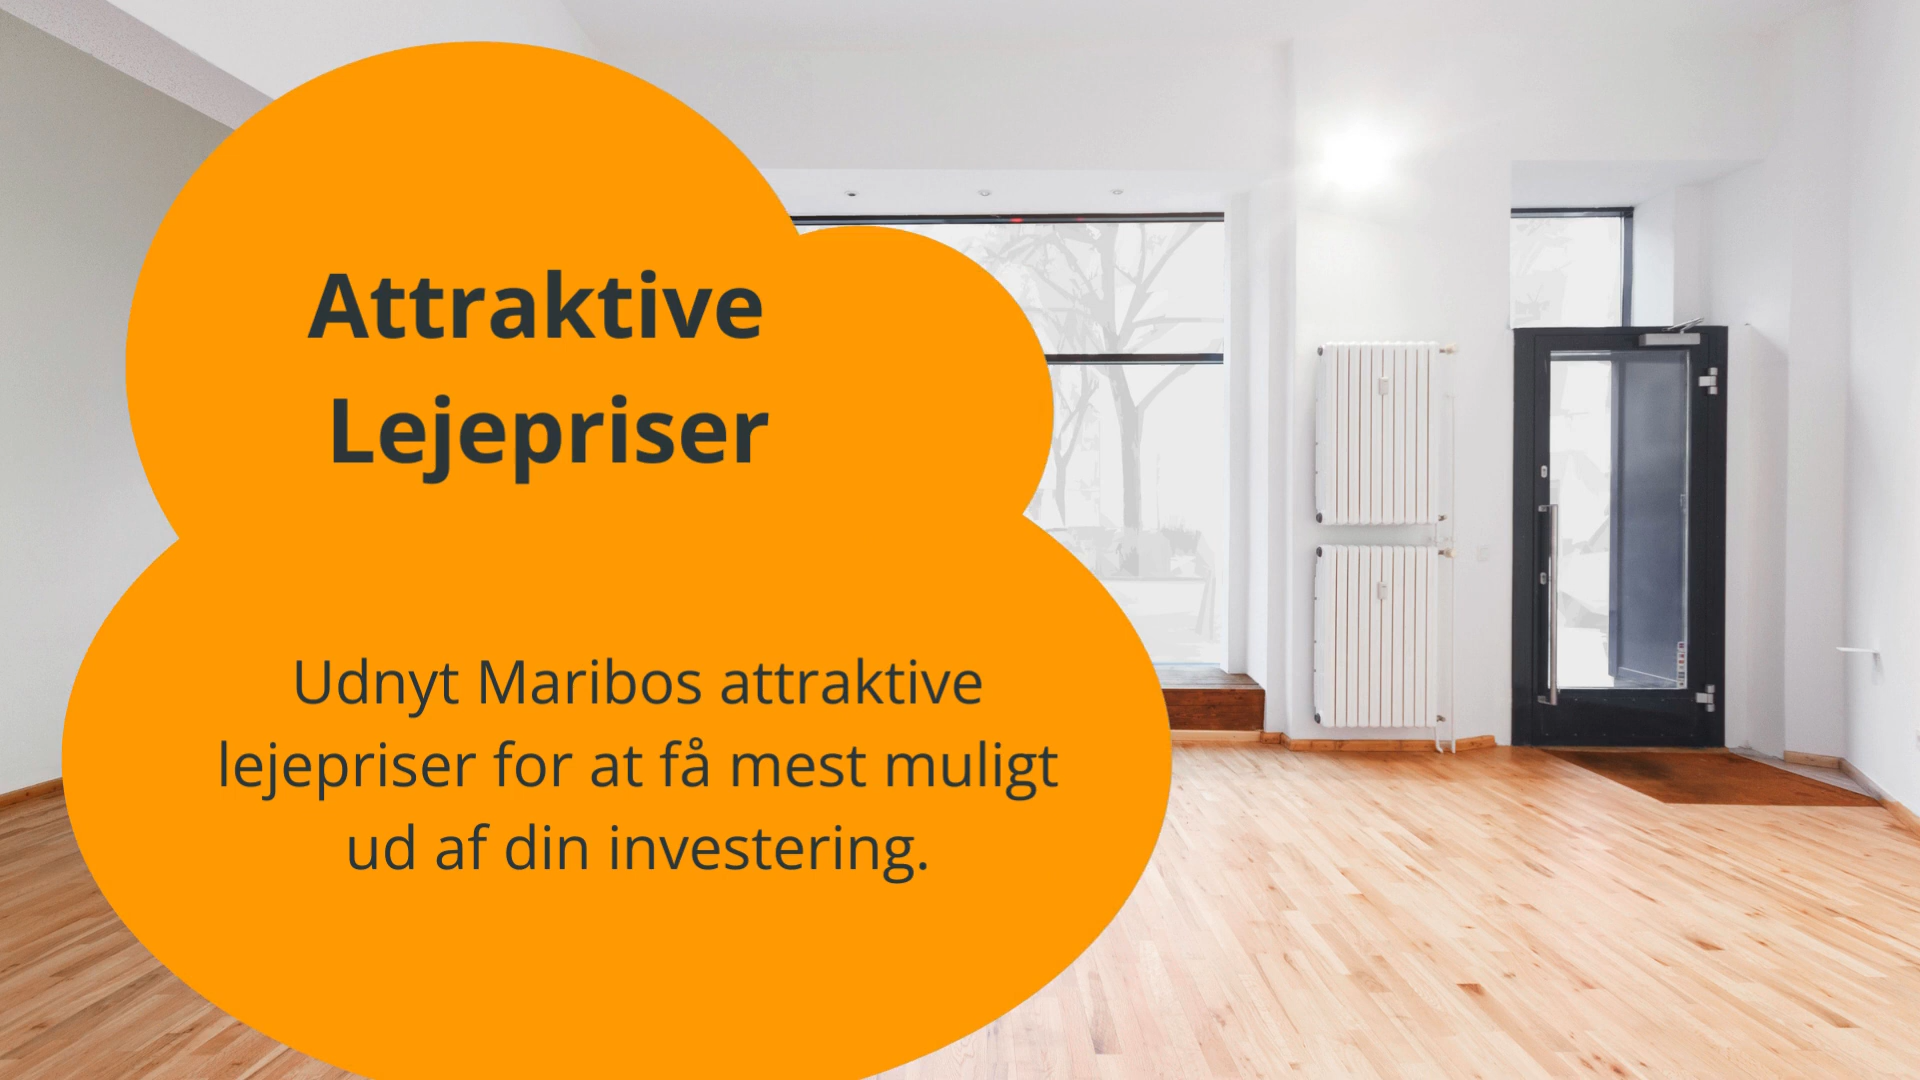 Attraktive
Lejepriser
Udnyt Maribos attraktive
lejepriser for at få mest muligt
ud af din investering.